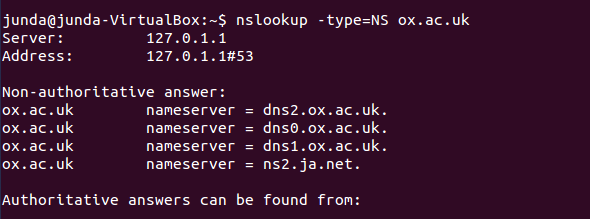 junda@junda-VirtualBox:~$ nslookup -type=NS ox.ac.uk
Server:         127.0.1.1
Address:        127.0.1.1#53

Non-authoritative answer:
ox.ac.uk        nameserver = dns2.ox.ac.uk.
ox.ac.uk        nameserver = dns0.ox.ac.uk.
ox.ac.uk        nameserver = dns1.ox.ac.uk.
ox.ac.uk        nameserver = ns2.ja.net.

Authoritative answers can be found from: